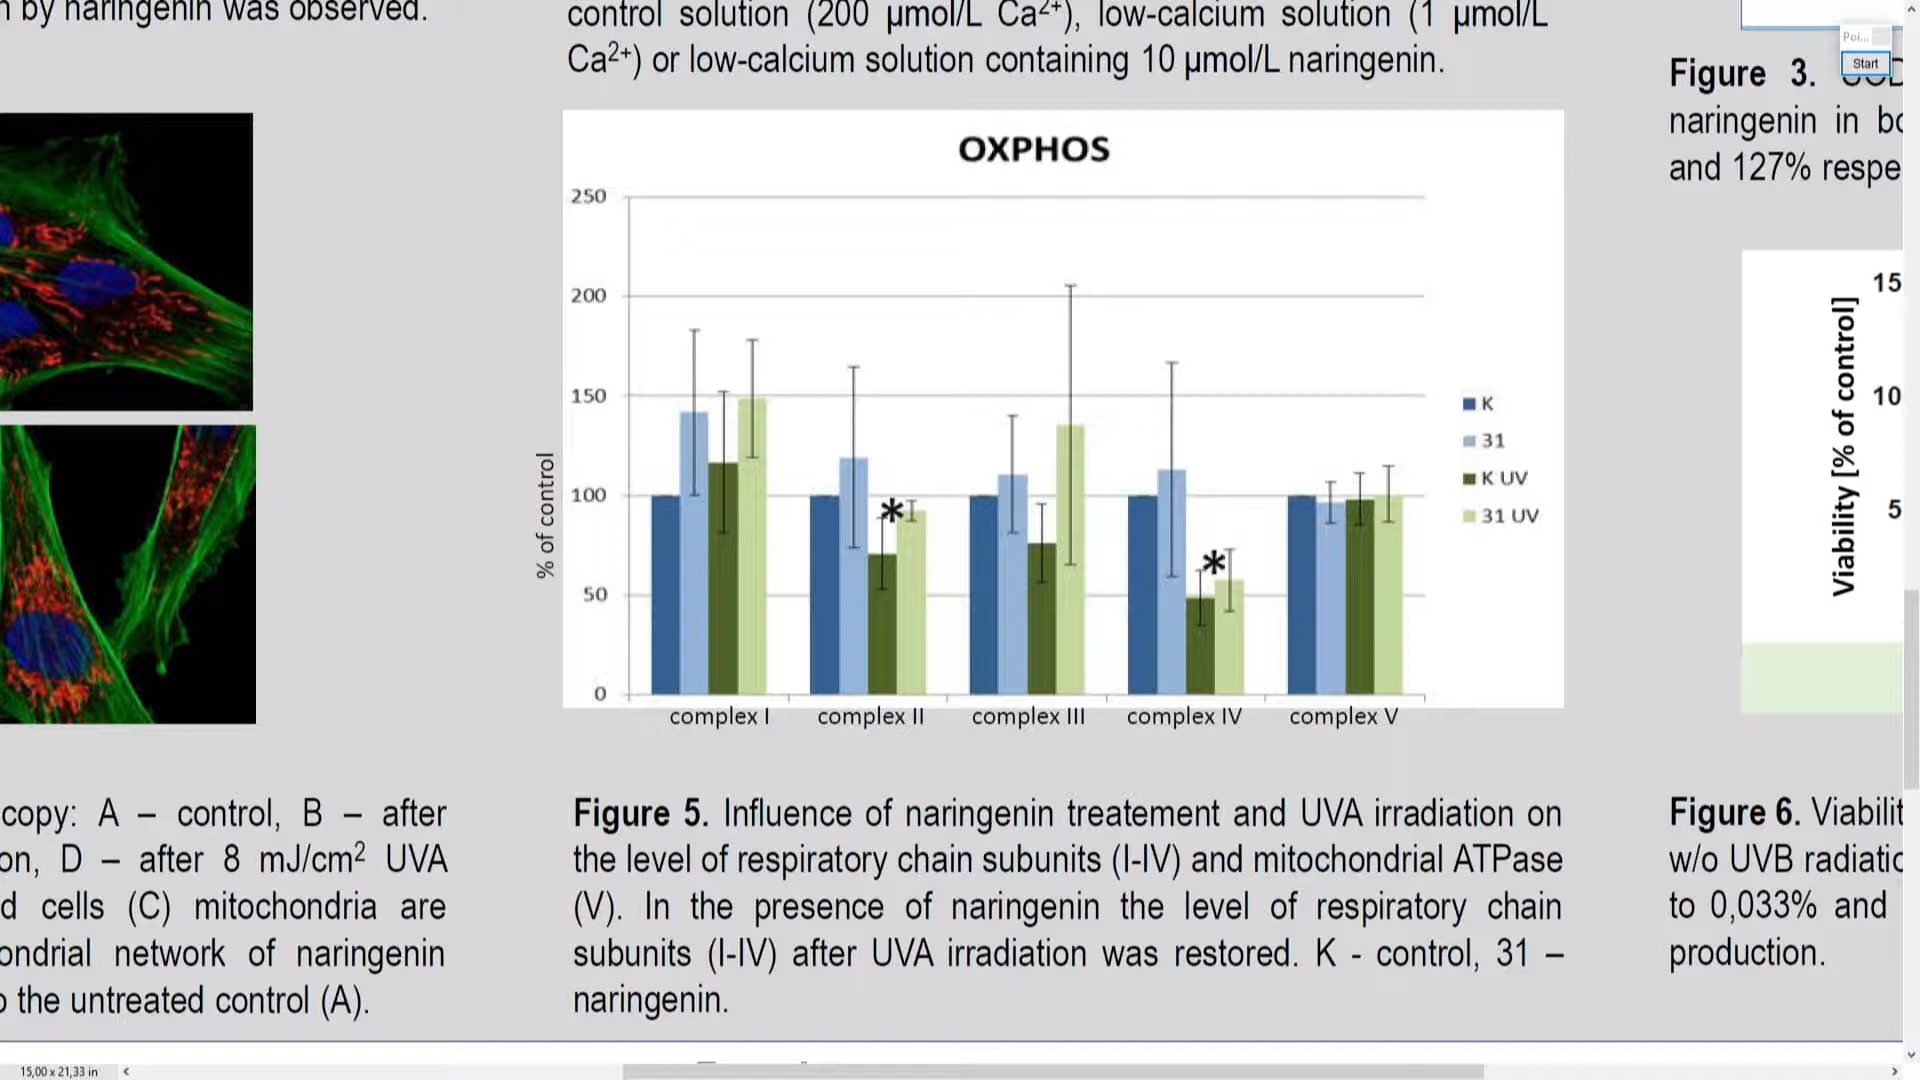 by naringenin was observed.
control solution (200 µmol/L Ca²⁺), low-calcium solution (1 µmol/L
Ca²⁺) or low-calcium solution containing 10 µmol/L naringenin.
copy: A – control, B – after
on, D – after 8 mJ/cm² UVA
d cells (C) mitochondria are
ondrial network of naringenin
o the untreated control (A).
OXPHOS
250
200
150
100
50
0
% of control
complex I
complex II
complex III
complex IV
complex V
*
*
K
31
K UV
31 UV
Figure 5. Influence of naringenin treatement and UVA irradiation on
the level of respiratory chain subunits (I-IV) and mitochondrial ATPase
(V). In the presence of naringenin the level of respiratory chain
subunits (I-IV) after UVA irradiation was restored. K - control, 31 –
naringenin.
Poi...
Start
Figure 3.
naringenin in bo
and 127% respe
Viability [% of control]
15
10
5
Figure 6. Viabilit
w/o UVB radiatio
to 0,033% and
production.
15,00 x 21,33 in